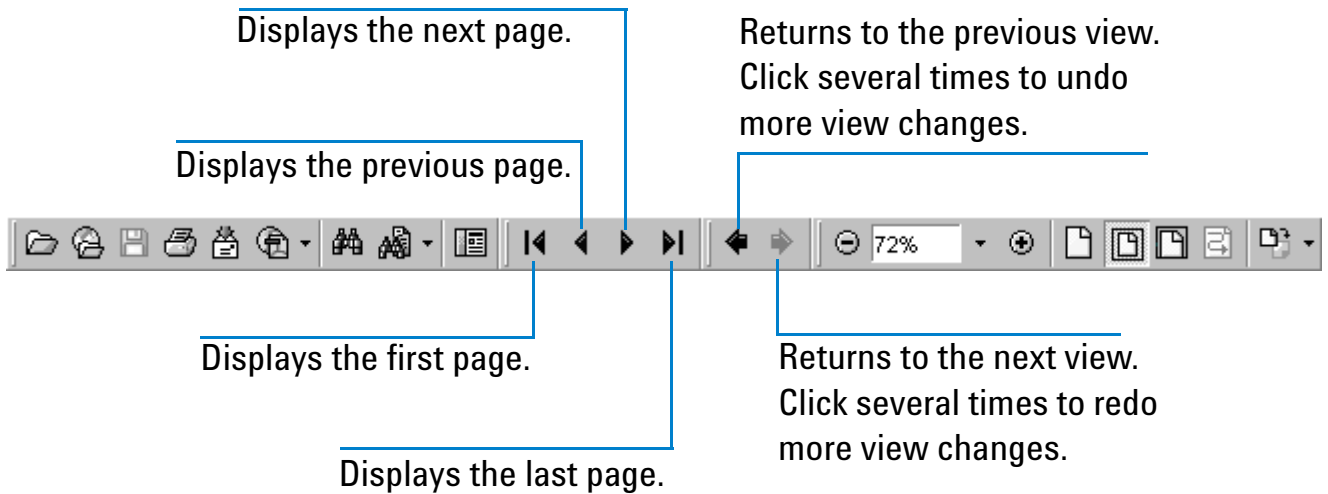 Displays the next page.
Returns to the previous view.
Click several times to undo
more view changes.
Displays the previous page.
72%
Displays the first page.
Returns to the next view.
Click several times to redo
more view changes.
Displays the last page.